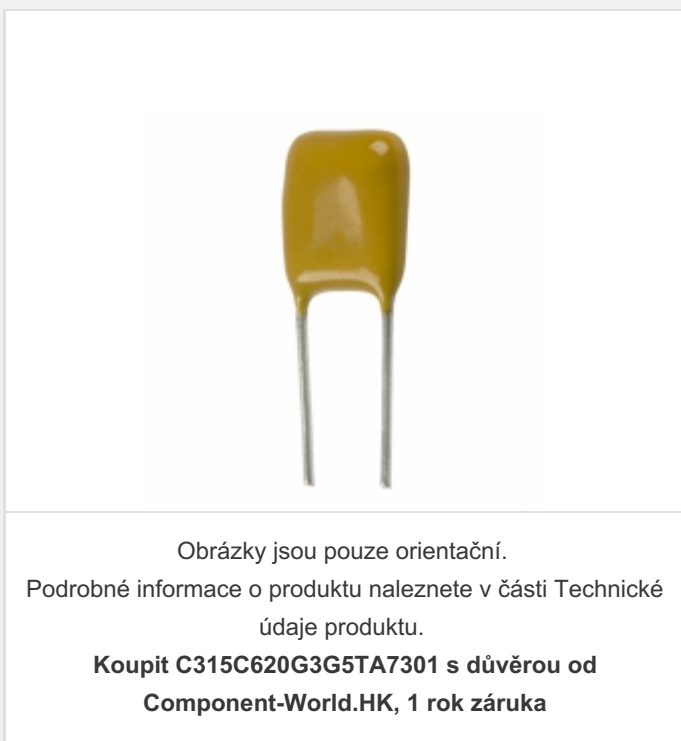 Obrázky jsou pouze orientační.
Podrobné informace o produktu naleznete v části Technické
údaje produktu.
Koupit C315C620G3G5TA7301 s důvěrou od
Component-World.HK, 1 rok záruka